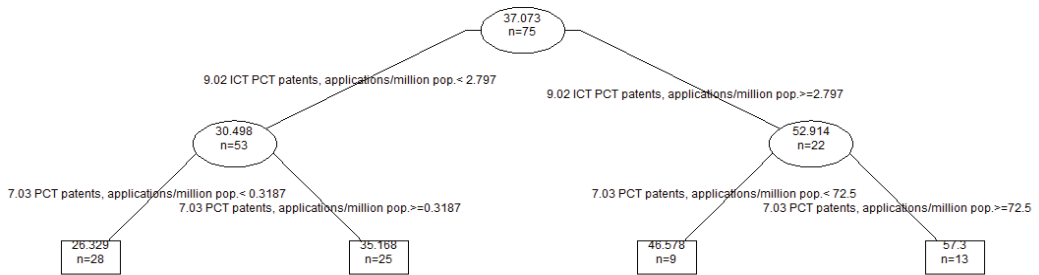 37.073
n=75
9.02 ICT PCT patents, applications/million pop.< 2.797
9.02 ICT PCT patents, applications/million pop.>=2.797
30.498
n=53
52.914
n=22
7.03 PCT patents, applications/million pop.< 0.3187
7.03 PCT patents, applications/million pop.>=0.3187
7.03 PCT patents, applications/million pop.< 72.5
7.03 PCT patents, applications/million pop.>=72.5
26.329
n=28
35.168
n=25
46.578
n=9
57.3
n=13